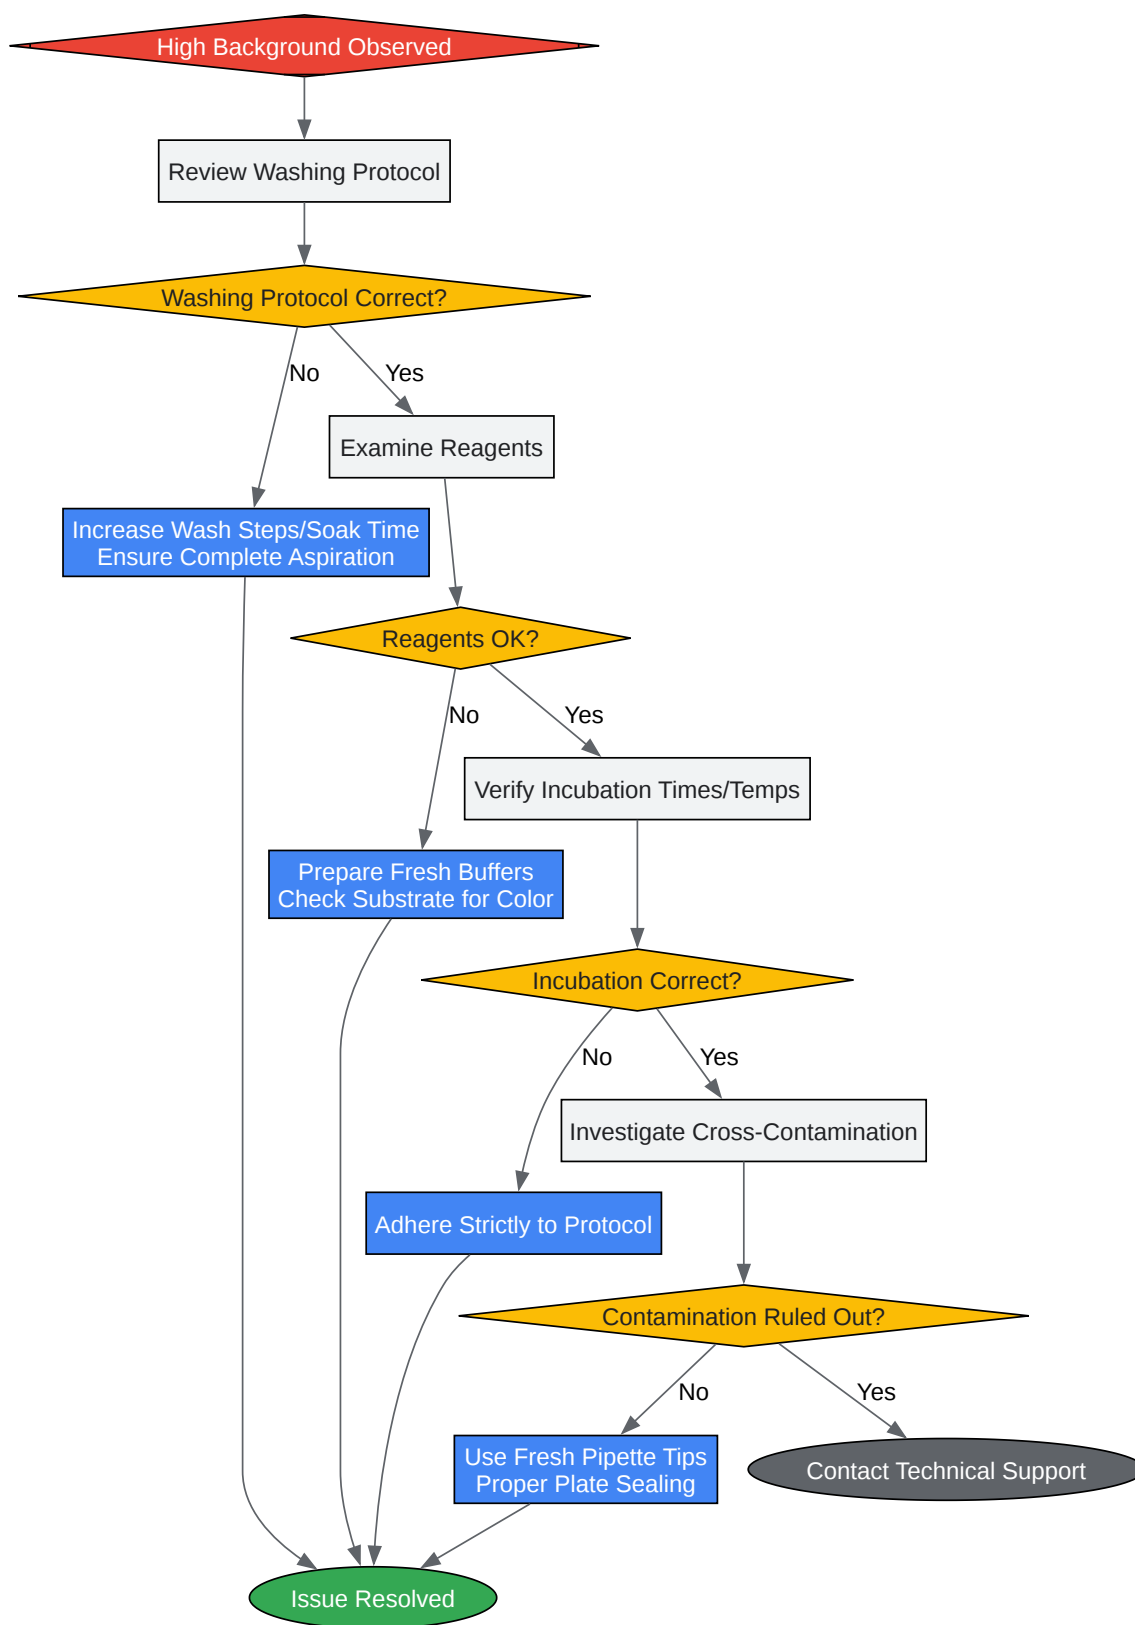 High Background Observed
Review Washing Protocol
Washing Protocol Correct?
No
Yes
Examine Reagents
Increase Wash Steps/Soak Time
Ensure Complete Aspiration
Reagents OK?
No
Yes
Verify Incubation Times/Temps
Prepare Fresh Buffers
Check Substrate for Color
Incubation Correct?
No
Yes
Investigate Cross-Contamination
Adhere Strictly to Protocol
Contamination Ruled Out?
No
Yes
Use Fresh Pipette Tips
Proper Plate Sealing
Contact Technical Support
Issue Resolved